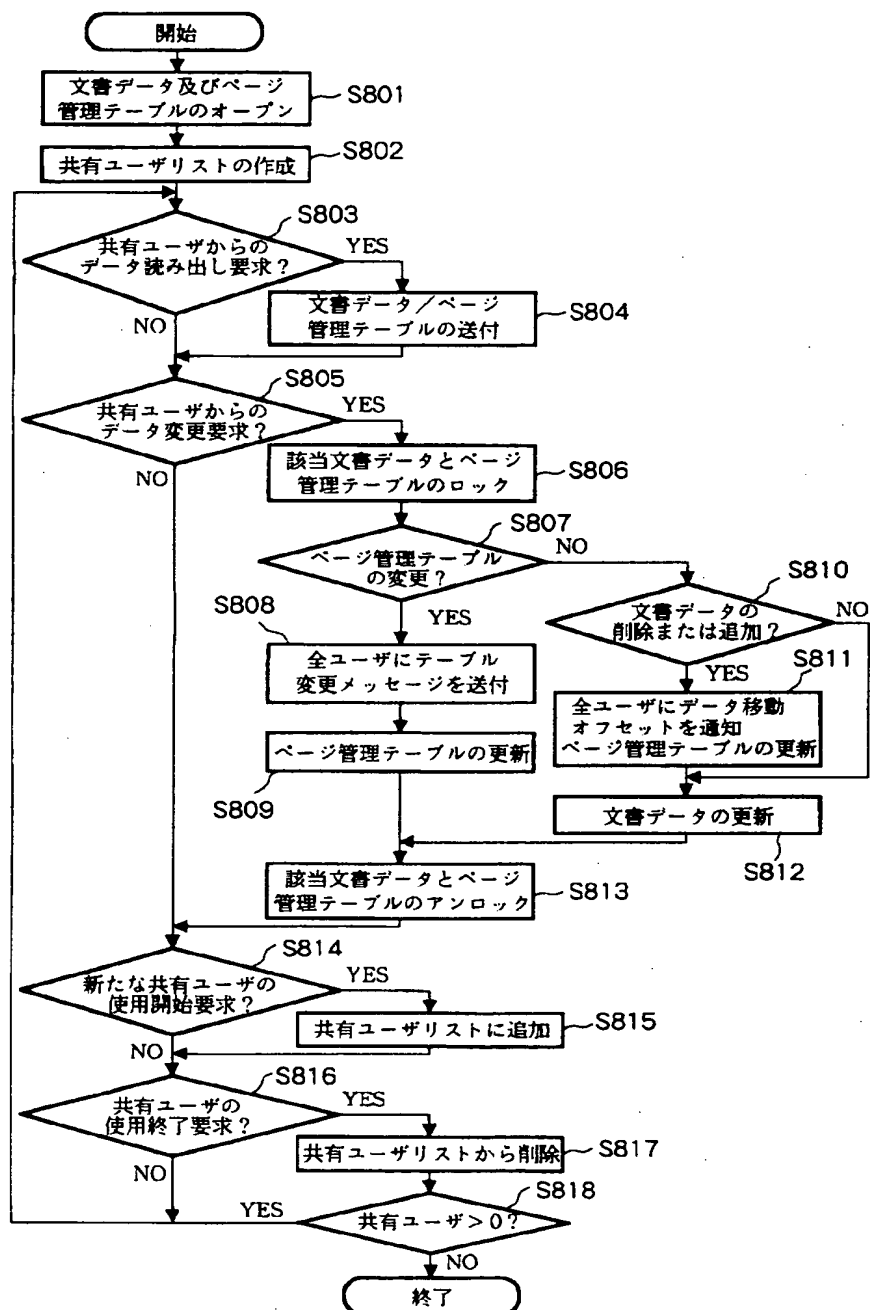 開始
文書データ及びページ
管理テーブルのオープン
S801
共有ユーザリストの作成
S802
S803
共有ユーザからの
データ読み出し要求?
YES
NO
文書データ/ページ
管理テーブルの送付
S804
S805
共有ユーザからの
データ変更要求?
YES
NO
該当文書データとページ
管理テーブルのロック
S806
S807
ページ管理テーブル
の変更?
NO
YES
S808
全ユーザにテーブル
変更メッセージを送付
ページ管理テーブルの更新
S809
S810
文書データの
削除または追加?
NO
YES
S811
全ユーザにデータ移動
オフセットを通知
ページ管理テーブルの更新
文書データの更新
S812
該当文書データとページ
管理テーブルのアンロック
S813
S814
新たな共有ユーザの
使用開始要求?
YES
NO
共有ユーザリストに追加
S815
S816
共有ユーザの
使用終了要求?
YES
NO
共有ユーザリストから削除
S817
S818
共有ユーザ>0?
YES
NO
終了